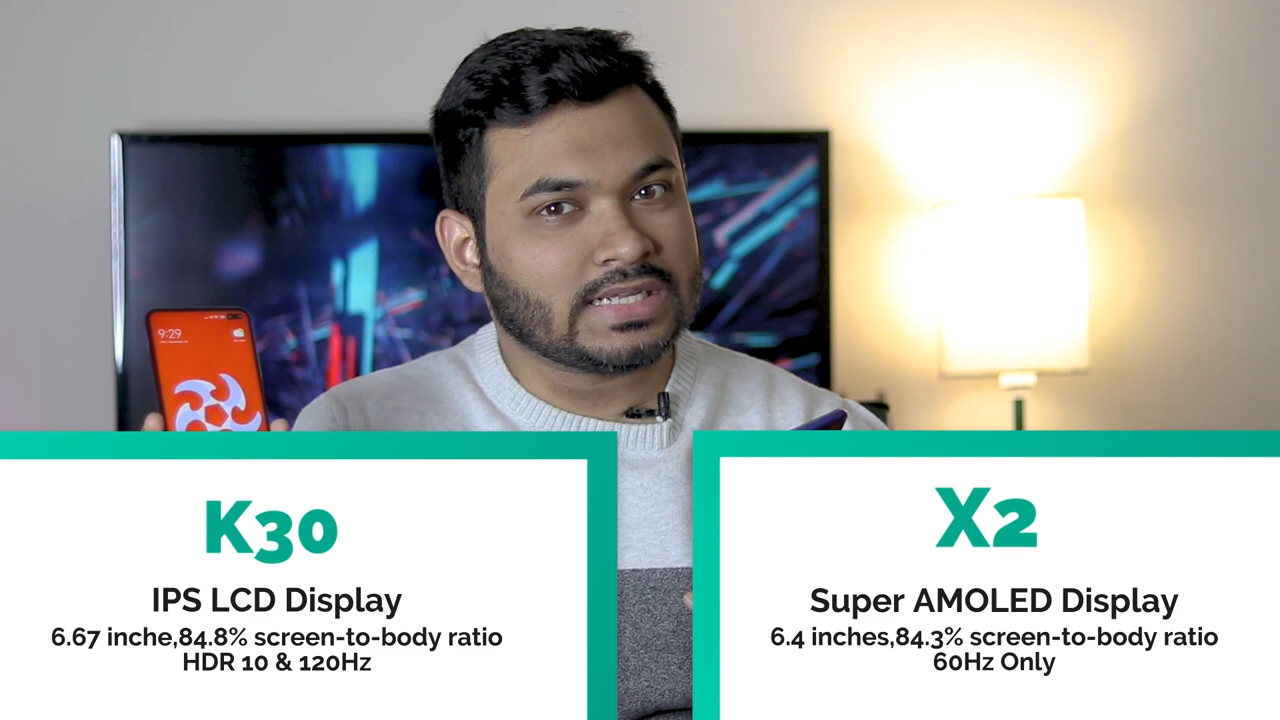 9:29
K30
IPS LCD Display
6.67 inche,84.8% screen-to-body ratio
HDR 10 & 120Hz
X2
Super AMOLED Display
6.4 inches,84.3% screen-to-body ratio
60Hz Only